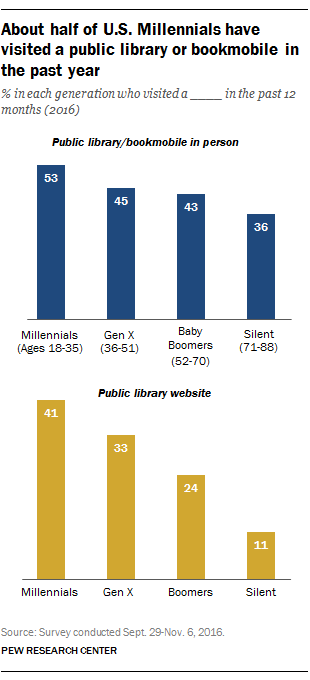 About half of U.S. Millennials have
visited a public library or bookmobile in
the past year
% in each generation who visited a ____ in the past 12
months (2016)
Public library/bookmobile in person
53
45
43
36
Millennials
(Ages 18-35)
Gen X
(36-51)
Baby
Boomers
(52-70)
Silent
(71-88)
Public library website
41
33
24
11
Millennials
Gen X
Boomers
Silent
Source: Survey conducted Sept. 29-Nov. 6, 2016.
PEW RESEARCH CENTER